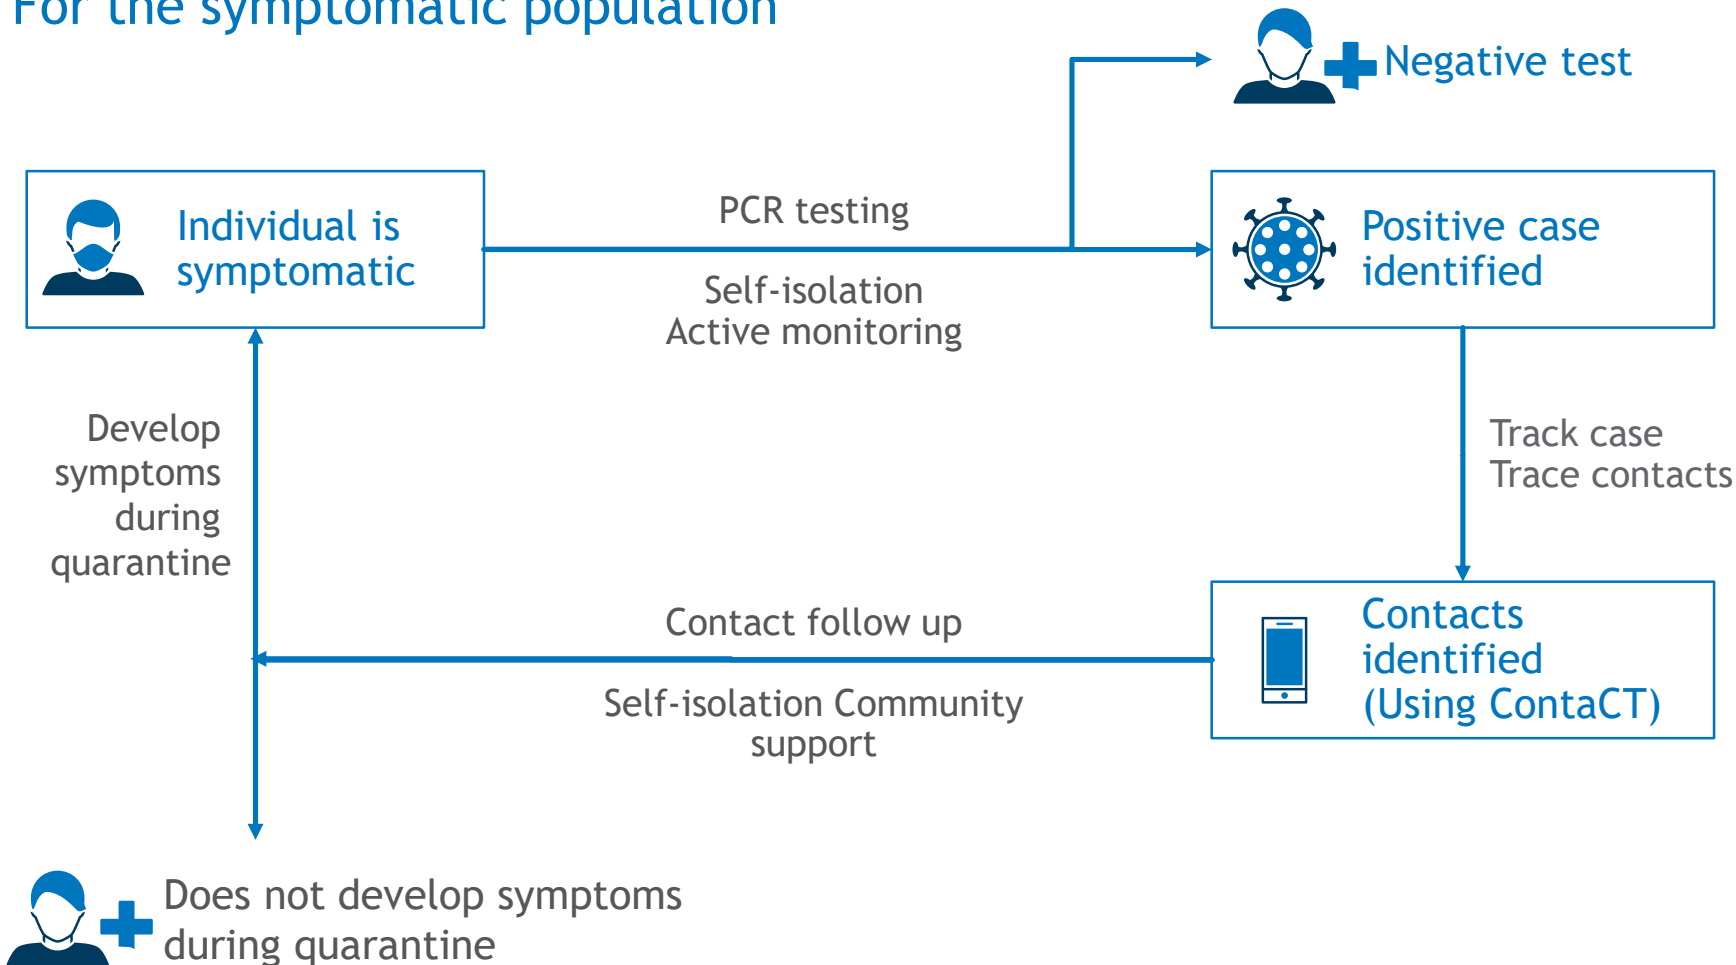 For the symptomatic population
Negative test
Individual is
symptomatic
PCR testing
Self-isolation
Active monitoring
Positive case
identified
Develop
symptoms
during
quarantine
Track case
Trace contacts
Contact follow up
Self-isolation Community
support
Contacts
identified
(Using ContaCT)
Does not develop symptoms
during quarantine